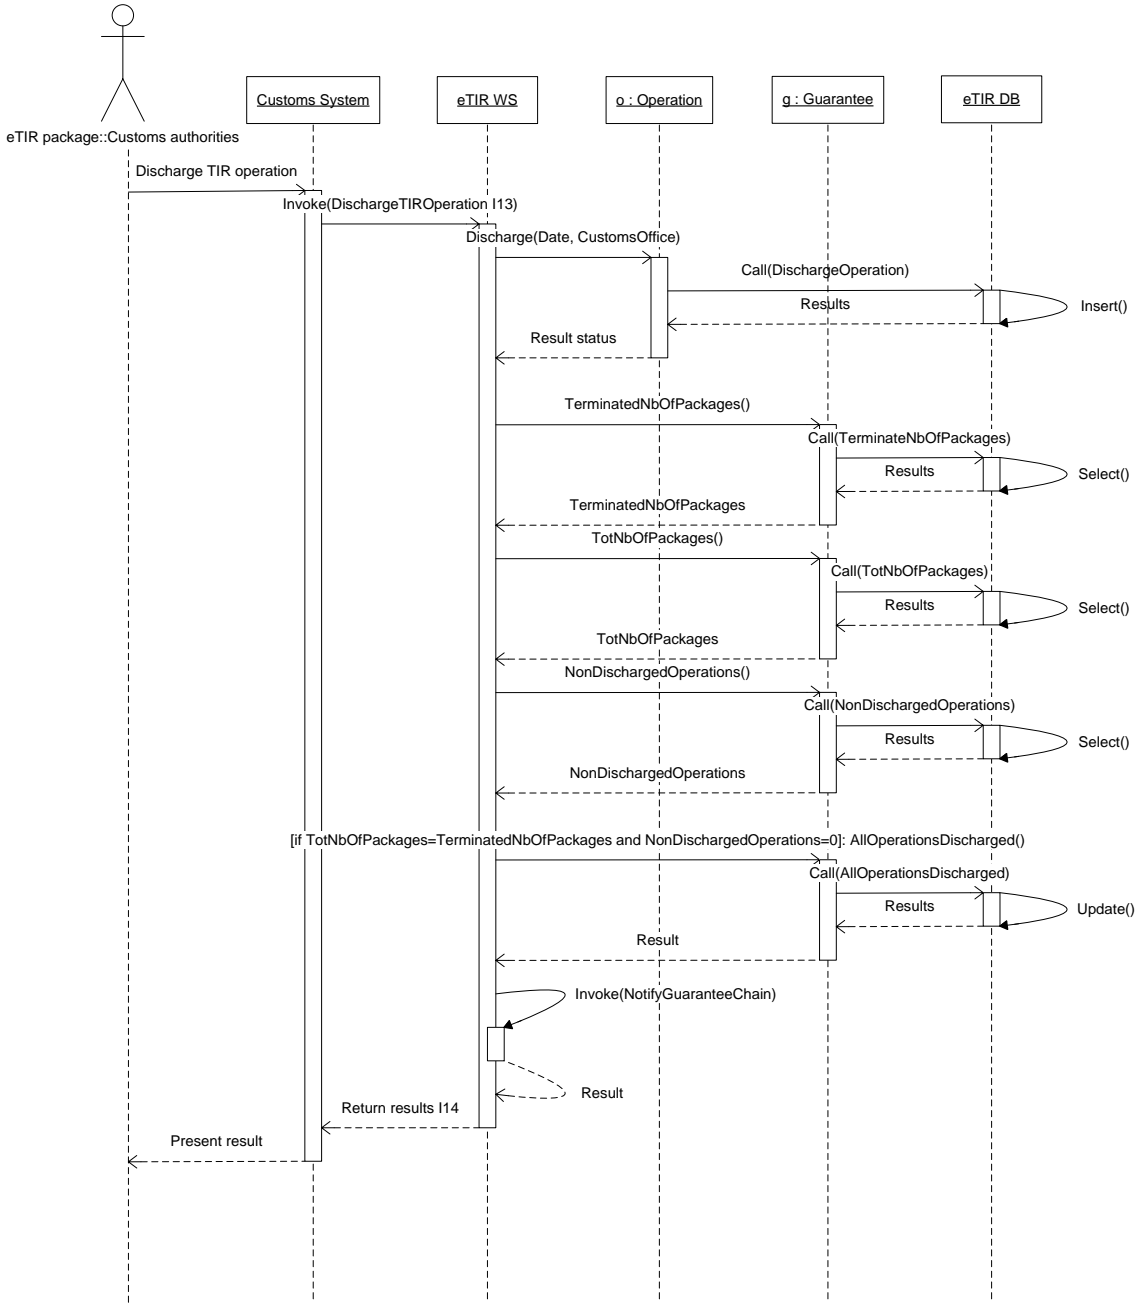 Customs System
eTIR WS
o : Operation
g : Guarantee
eTIR DB
eTIR package::Customs authorities
Discharge TIR operation
Invoke(DischargeTIROperation I13)
Discharge(Date, CustomsOffice)
Call(DischargeOperation)
Results
Insert()
Result status
TerminatedNbOfPackages()
Call(TerminateNbOfPackages)
Results
Select()
TerminatedNbOfPackages
TotNbOfPackages()
Call(TotNbOfPackages)
Results
Select()
TotNbOfPackages
NonDischargedOperations()
Call(NonDischargedOperations)
Results
Select()
NonDischargedOperations
[if TotNbOfPackages=TerminatedNbOfPackages and NonDischargedOperations=0]: AllOperationsDischarged()
Call(AllOperationsDischarged)
Results
Update()
Result
Invoke(NotifyGuaranteeChain)
Result
Return results I14
Present result